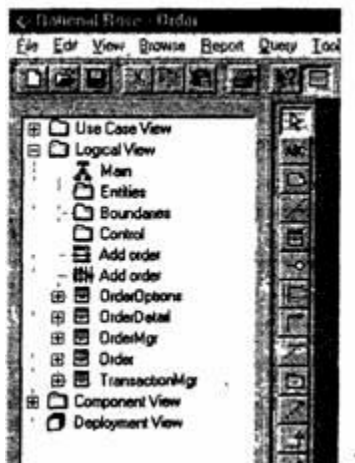 Rational Rose - Order
File Edit View Browse Report Query Tool
ABC
Use Case View
Logical View
Main
Entities
Boundaries
Control
Add order
Add order
OrderOptions
OrderDetail
OrderMgr
Order
TransactionMgr
Component View
Deployment View